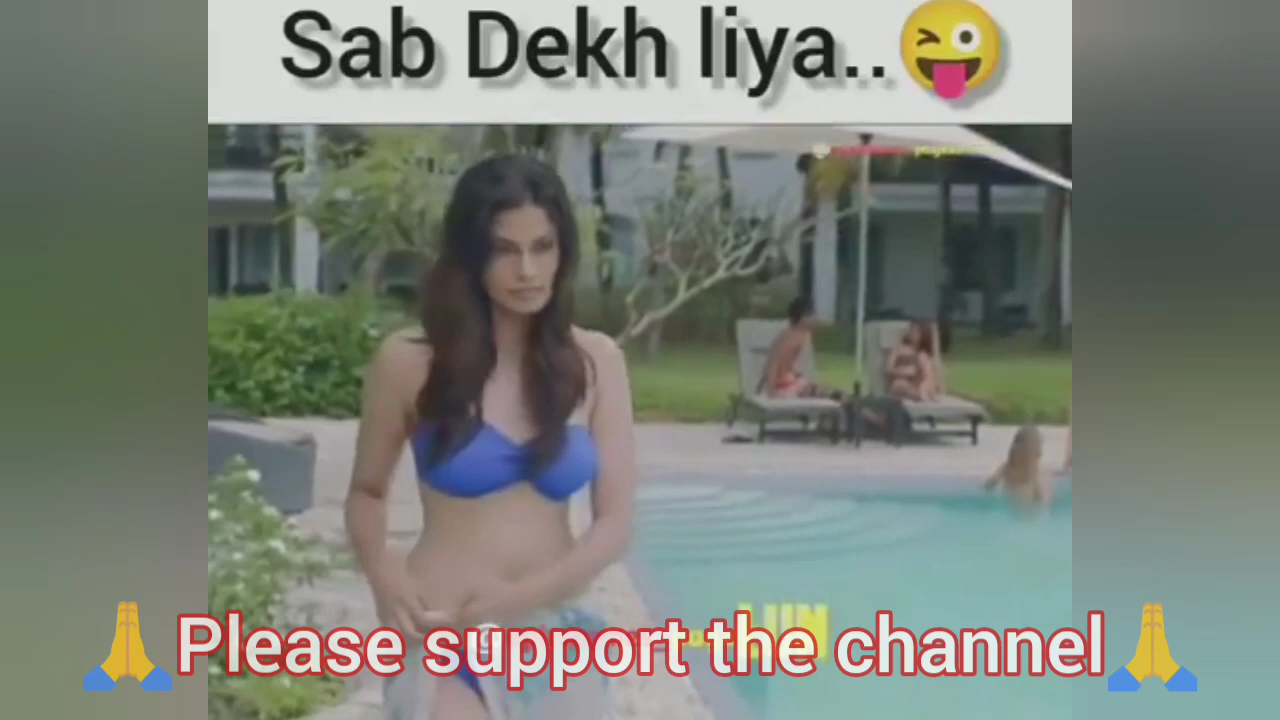 Sab Dekh liya..😜
🙏Please support the channel🙏